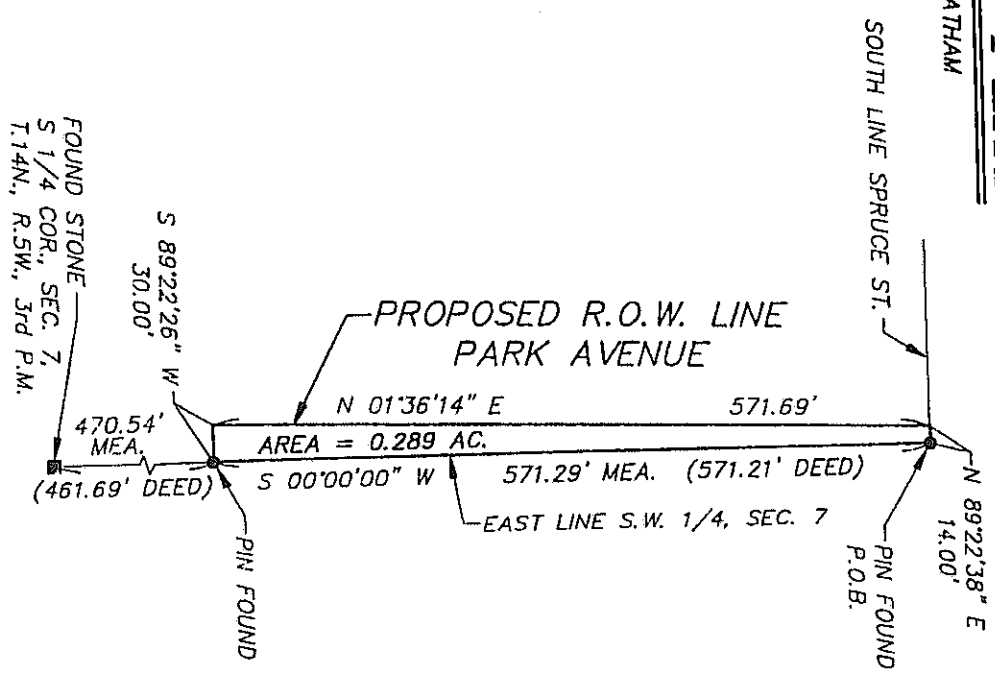 ATHAM
SOUTH LINE SPRUCE ST.
PROPOSED R.O.W. LINE
PARK AVENUE
N 01°36'14" E
571.69'
AREA = 0.289 AC.
S 00°00'00" W
571.29' MEA.
(571.21' DEED)
EAST LINE S.W. 1/4, SEC. 7
N 89°22'38" E
14.00'
PIN FOUND
P.O.B.
S 89°22'26" W
30.00'
470.54'
MEA.
(461.69' DEED)
PIN FOUND
FOUND STONE
S 1/4 COR., SEC. 7,
T.14N., R.5W., 3rd P.M.